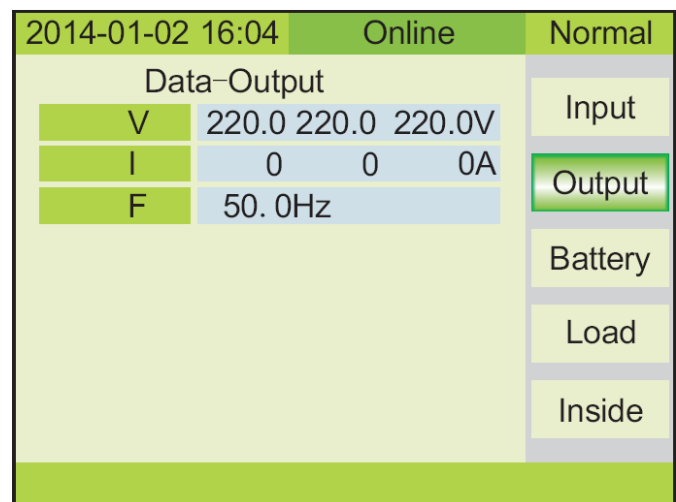 2014-01-02 16:04 Online Normal
Data-Output
V 220.0 220.0 220.0V
I 0 0 0A
F 50. 0Hz
Input
Output
Battery
Load
Inside